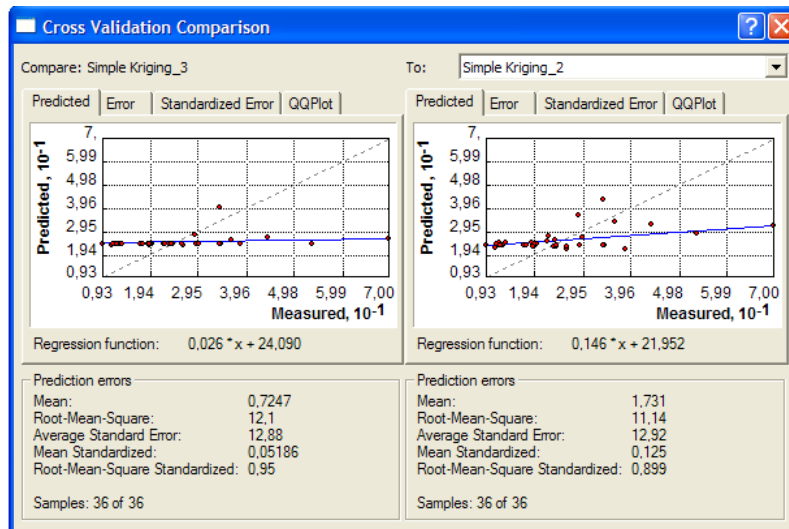 Cross Validation Comparison
Compare: Simple Kriging_3
To: Simple Kriging_2
Predicted Error Standardized Error QQPlot
Predicted, 10-1
7,
5,99
4,98
3,96
2,95
1,94
0,93
0,93 1,94 2,95 3,96 4,98 5,99 7,00
Measured, 10-1
Regression function: 0,026 * x + 24,090
Prediction errors
Mean: 0,7247
Root-Mean-Square: 12,1
Average Standard Error: 12,88
Mean Standardized: 0,05186
Root-Mean-Square Standardized: 0,95
Samples: 36 of 36
Predicted Error Standardized Error QQPlot
Predicted, 10-1
7,
5,99
4,98
3,96
2,95
1,94
0,93
0,93 1,94 2,95 3,96 4,98 5,99 7,00
Measured, 10-1
Regression function: 0,146 * x + 21,952
Prediction errors
Mean: 1,731
Root-Mean-Square: 11,14
Average Standard Error: 12,92
Mean Standardized: 0,125
Root-Mean-Square Standardized: 0,899
Samples: 36 of 36